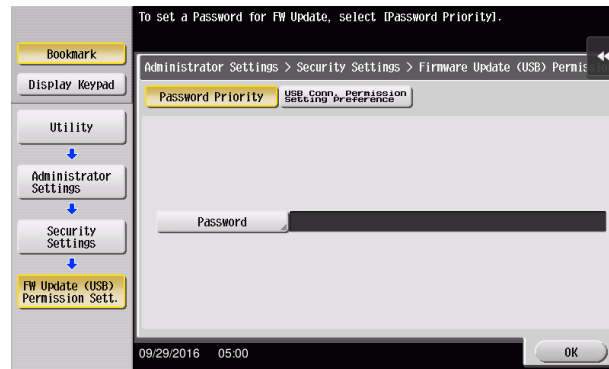 To set a Password for FW Update, select [Password Priority].
Bookmark
Display Keypad
Utility
Administrator
Settings
Security
Settings
FW Update (USB)
Permission Sett.
Administrator Settings > Security Settings > Firmware Update (USB) Permis
Password Priority
USB Conn. Permission
Setting Preference
Password
09/29/2016 05:00
OK